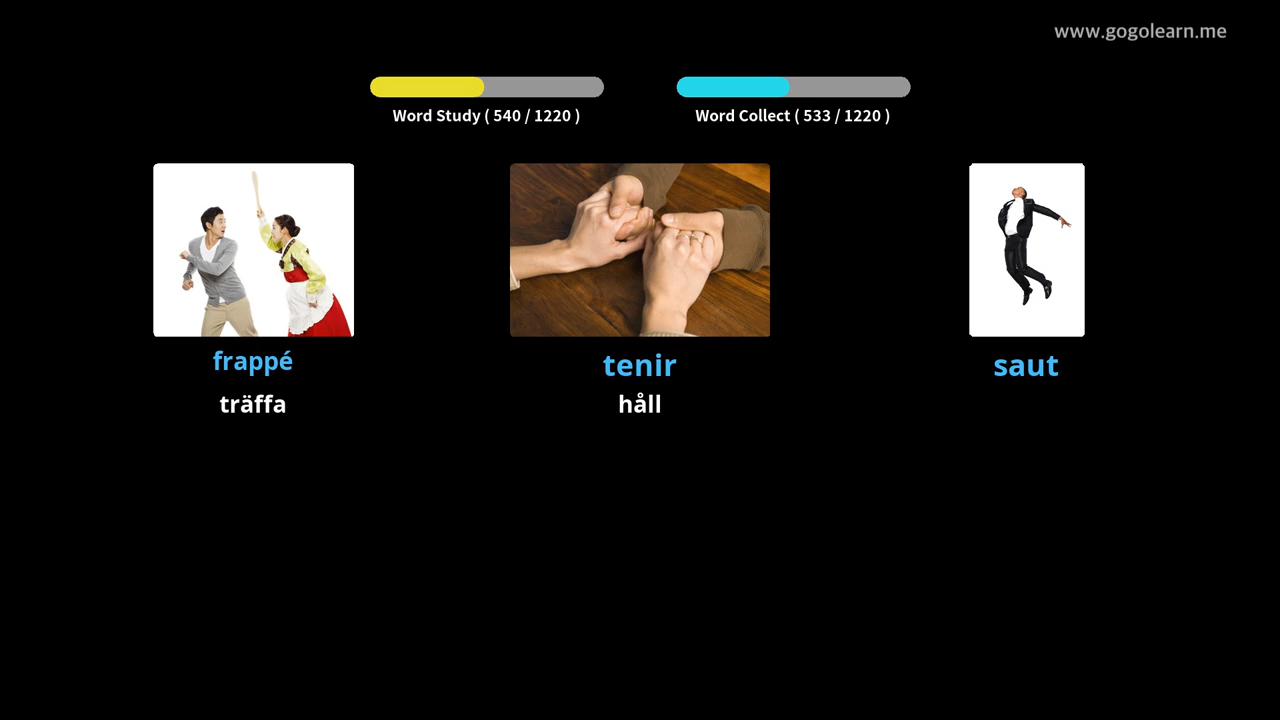 www.gogolearn.me
Word Study ( 540 / 1220 )
Word Collect ( 533 / 1220 )
frappé
träffa
tenir
håll
saut